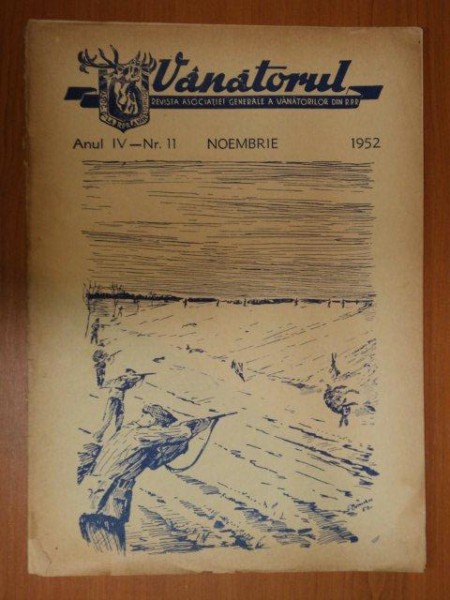 Vânătorul
REVISTA ASOCIAȚIEI GENERALE A VÂNĂTORILOR DIN R.P.R.
Anul IV—Nr. 11 NOEMBRIE 1952